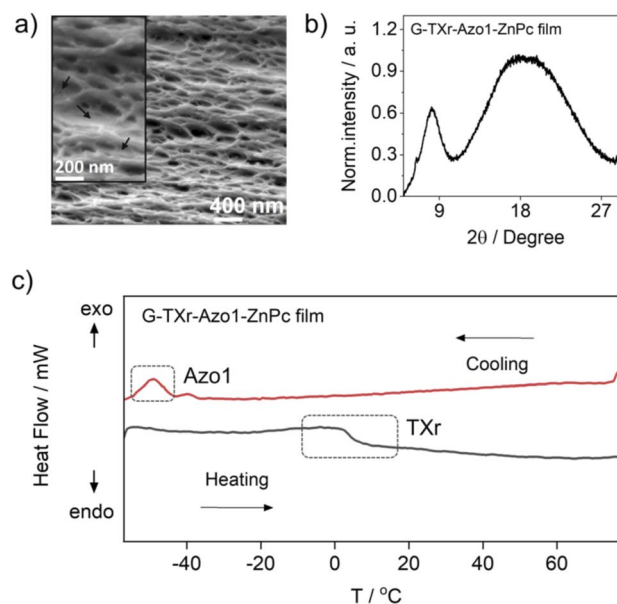 a)
200 nm
400 nm
b)
G-TXr-Azo1-ZnPc film
Norm.intensity / a. u.
1.2
0.9
0.6
0.3
0.0
9
18
27
2θ / Degree
c)
G-TXr-Azo1-ZnPc film
exo
Heat Flow / mW
endo
Azo1
Cooling
TXr
Heating
-40
-20
0
20
40
60
T / °C